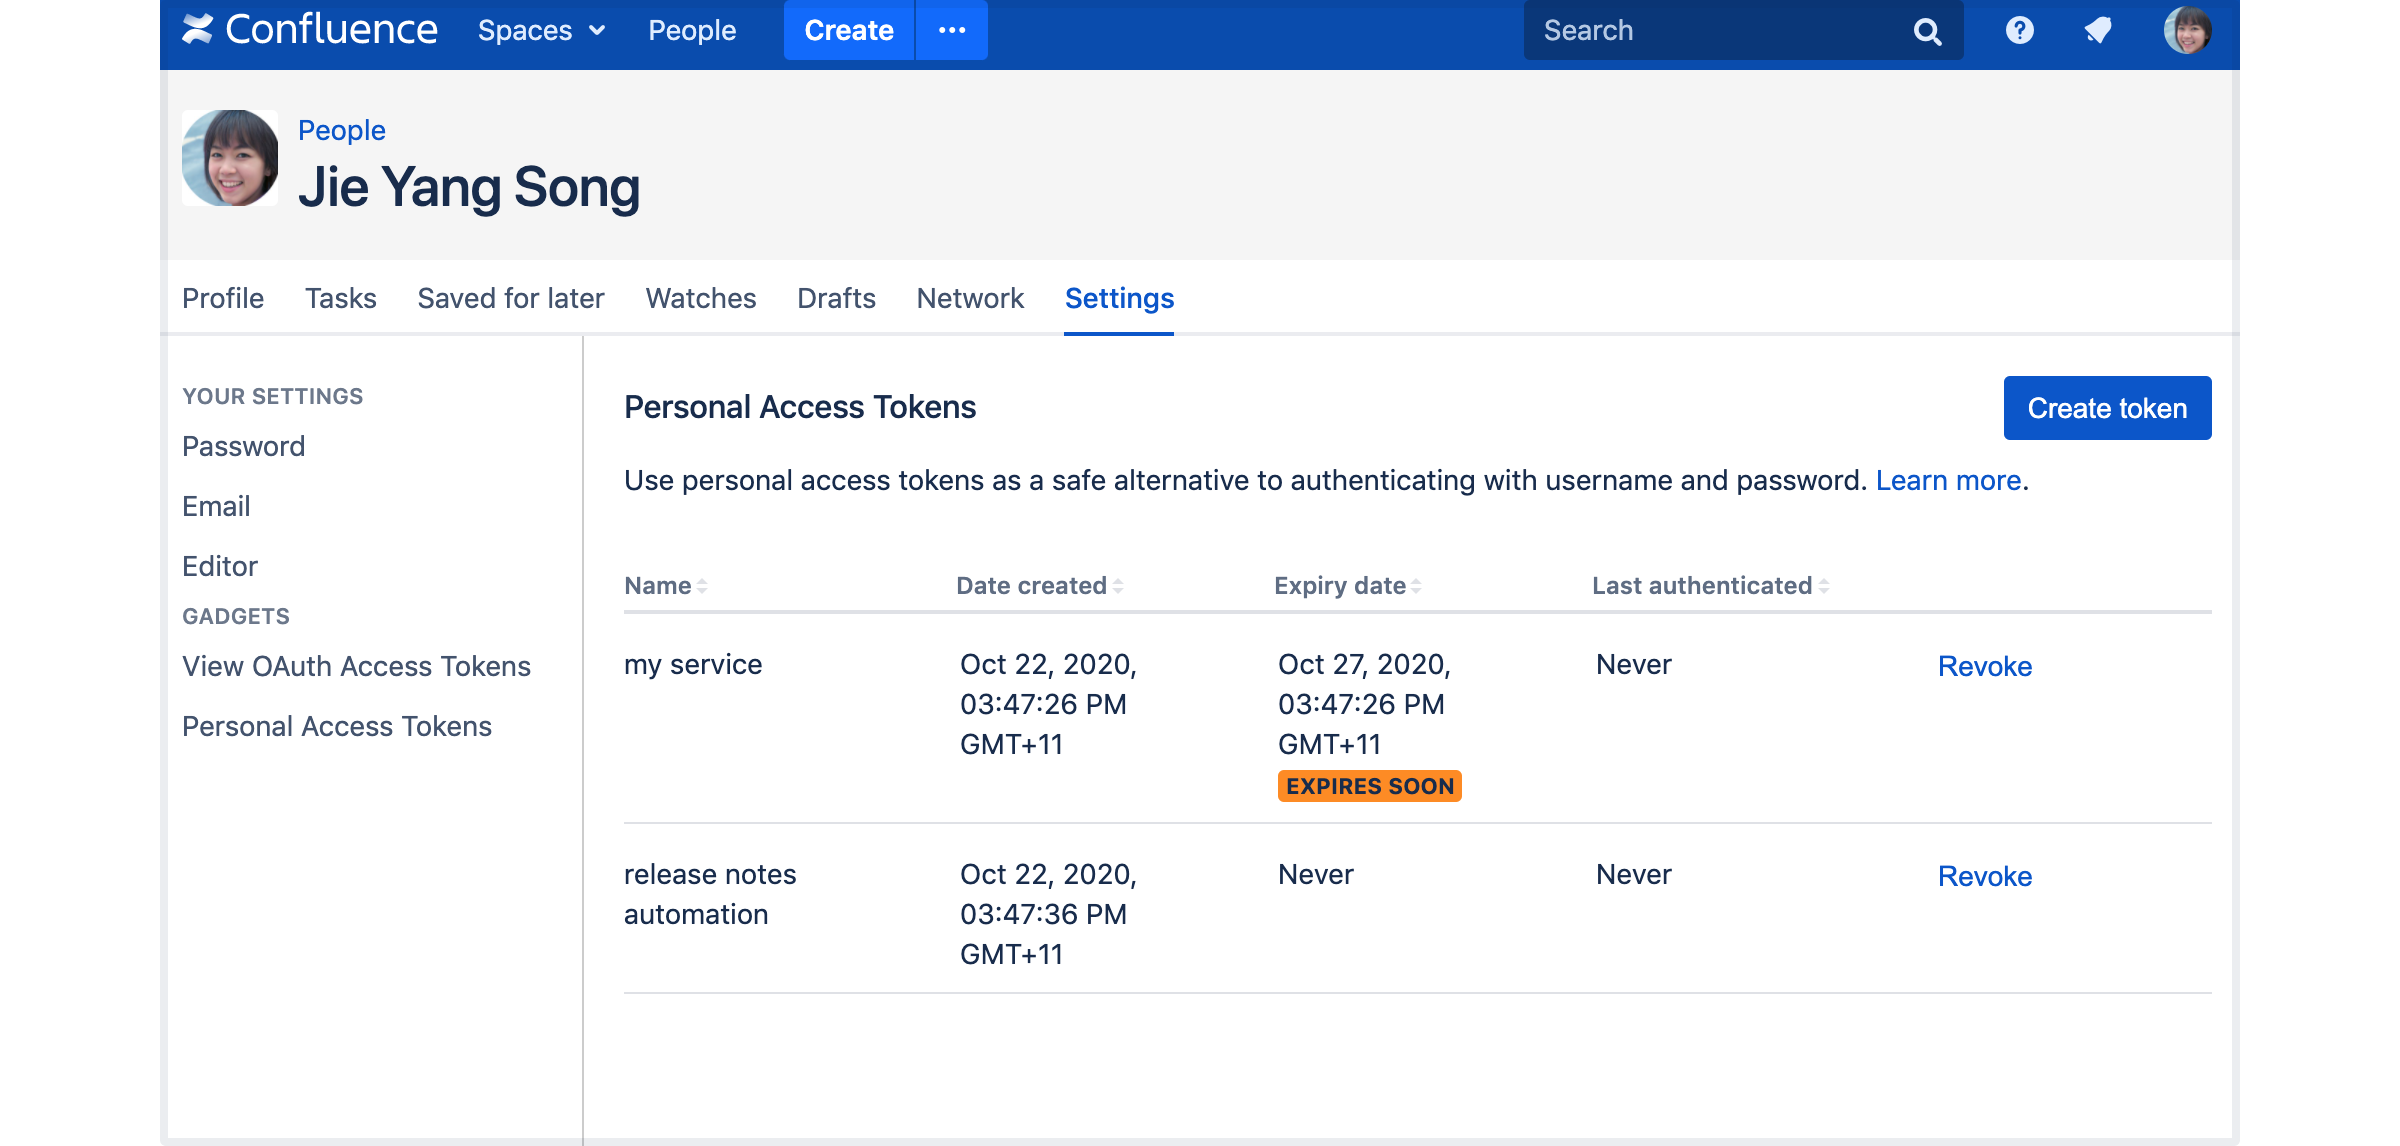 Confluence Spaces People Create ••• Search ?
People
Jie Yang Song
Profile Tasks Saved for later Watches Drafts Network Settings
YOUR SETTINGS
Password
Email
Editor
GADGETS
View OAuth Access Tokens
Personal Access Tokens
Personal Access Tokens
Create token
Use personal access tokens as a safe alternative to authenticating with username and password. Learn more.
Name Date created Expiry date Last authenticated
my service Oct 22, 2020, Oct 27, 2020, Never Revoke
03:47:26 PM 03:47:26 PM
GMT+11 GMT+11
EXPIRES SOON
release notes Oct 22, 2020, Never Never Revoke
automation 03:47:36 PM
GMT+11